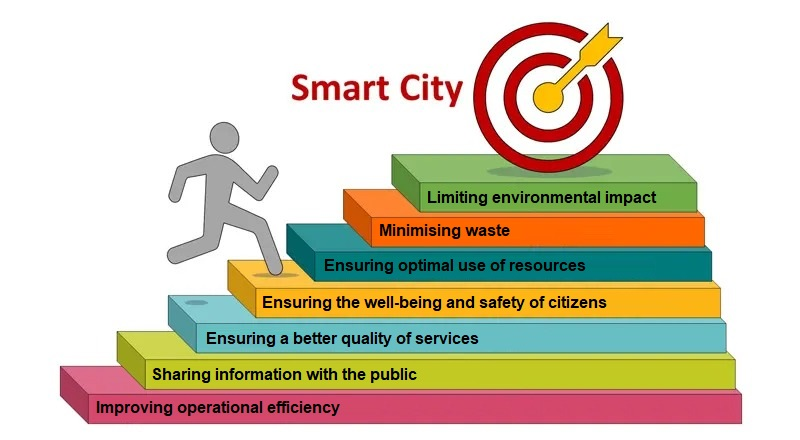 Smart City
Limiting environmental impact
Minimising waste
Ensuring optimal use of resources
Ensuring the well-being and safety of citizens
Ensuring a better quality of services
Sharing information with the public
Improving operational efficiency